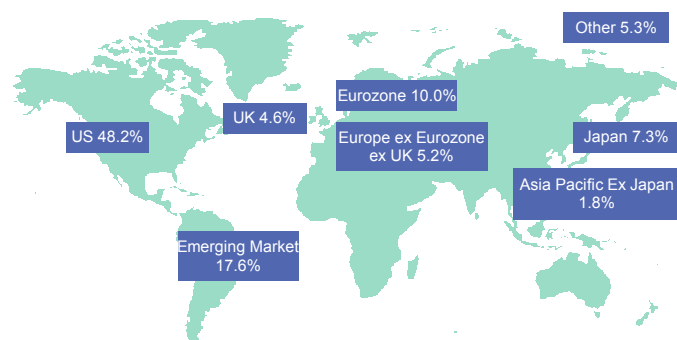 Other 5.3%
Eurozone 10.0%
UK 4.6%
US 48.2%
Europe ex Eurozone
ex UK 5.2%
Japan 7.3%
Asia Pacific Ex Japan
1.8%
Emerging Market
17.6%